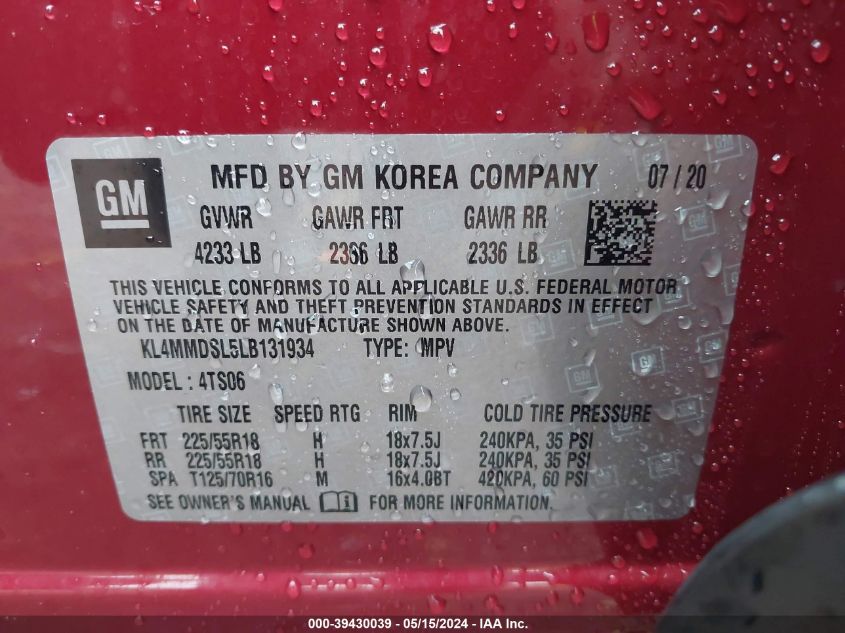 GM
MFD BY GM KOREA COMPANY 07 / 20
GVWR GAWR FRT GAWR RR
4233 LB 2366 LB 2336 LB
THIS VEHICLE CONFORMS TO ALL APPLICABLE U.S. FEDERAL MOTOR
VEHICLE SAFETY AND THEFT PREVENTION STANDARDS IN EFFECT
ON THE DATE OF MANUFACTURE SHOWN ABOVE.
KL4MMDSL5LB131934 TYPE: MPV
MODEL : 4TS06
TIRE SIZE SPEED RTG RIM COLD TIRE PRESSURE
FRT 225/55R18 H 18x7.5J 240KPA, 35 PSI
RR 225/55R18 H 18x7.5J 240KPA, 35 PSI
SPA T125/70R16 M 16x4.0BT 420KPA, 60 PSI
SEE OWNER'S MANUAL FOR MORE INFORMATION.
000-39430039 - 05/15/2024 - IAA Inc.